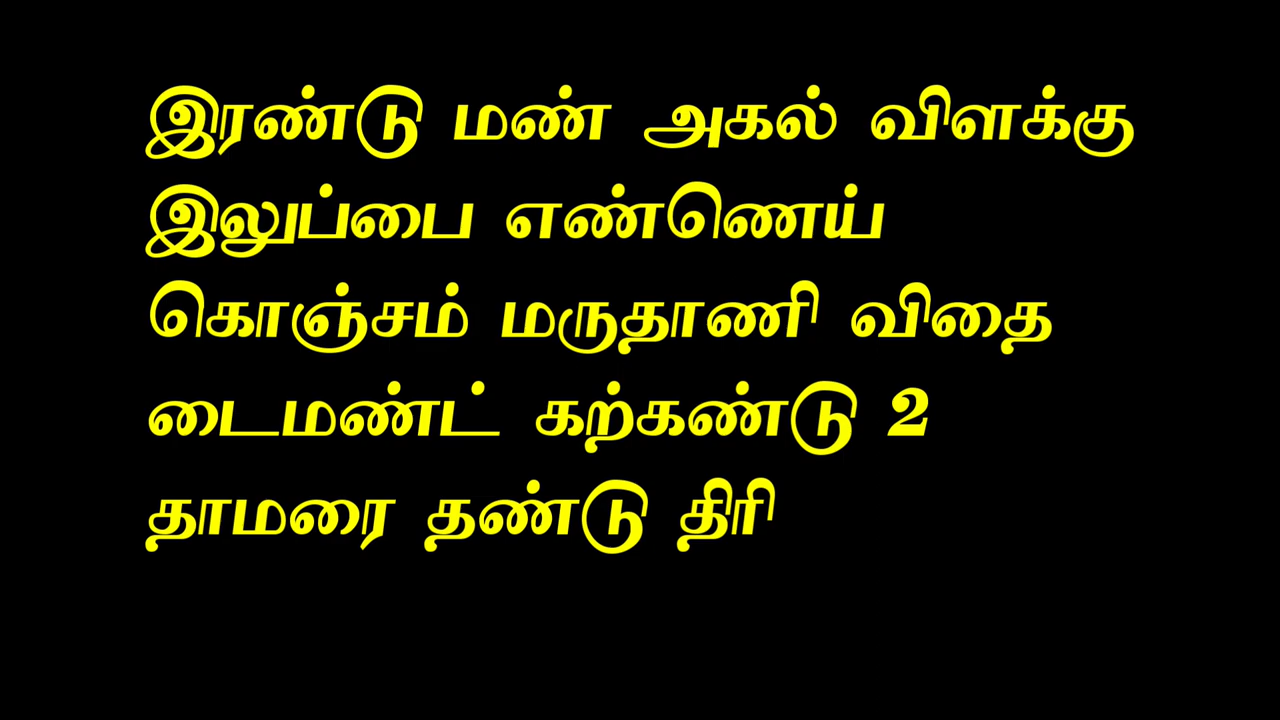 இரண்டு மண் அகல் விளக்கு
இலுப்பை எண்ணெய்
கொஞ்சம் மருதாணி விதை
டைமண்ட் கற்கண்டு 2
தாமரை தண்டு திரி